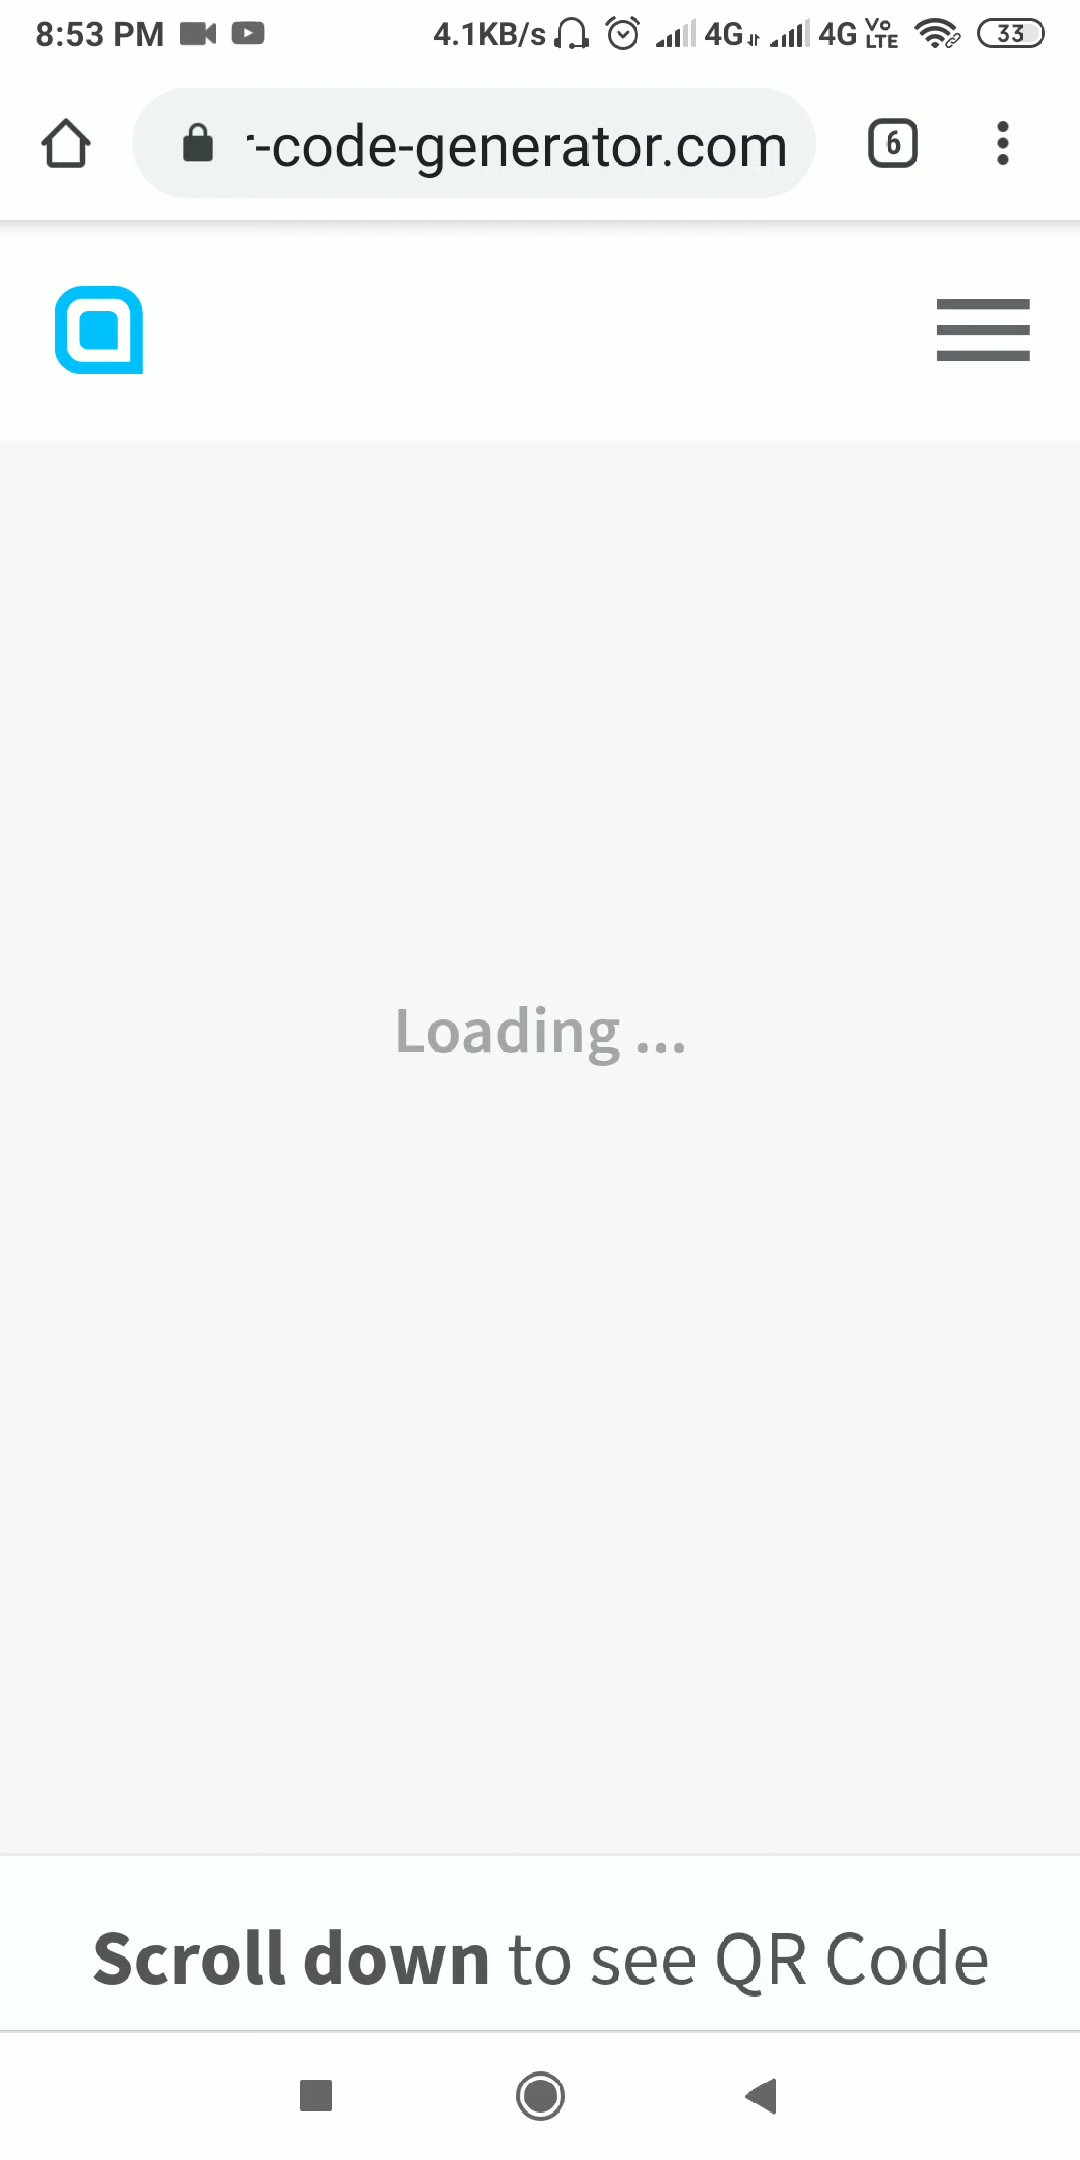 8:53 PM 4.1KB/s 4G 4G Vo LTE 33
-code-generator.com 6
Loading ...
Scroll down to see QR Code